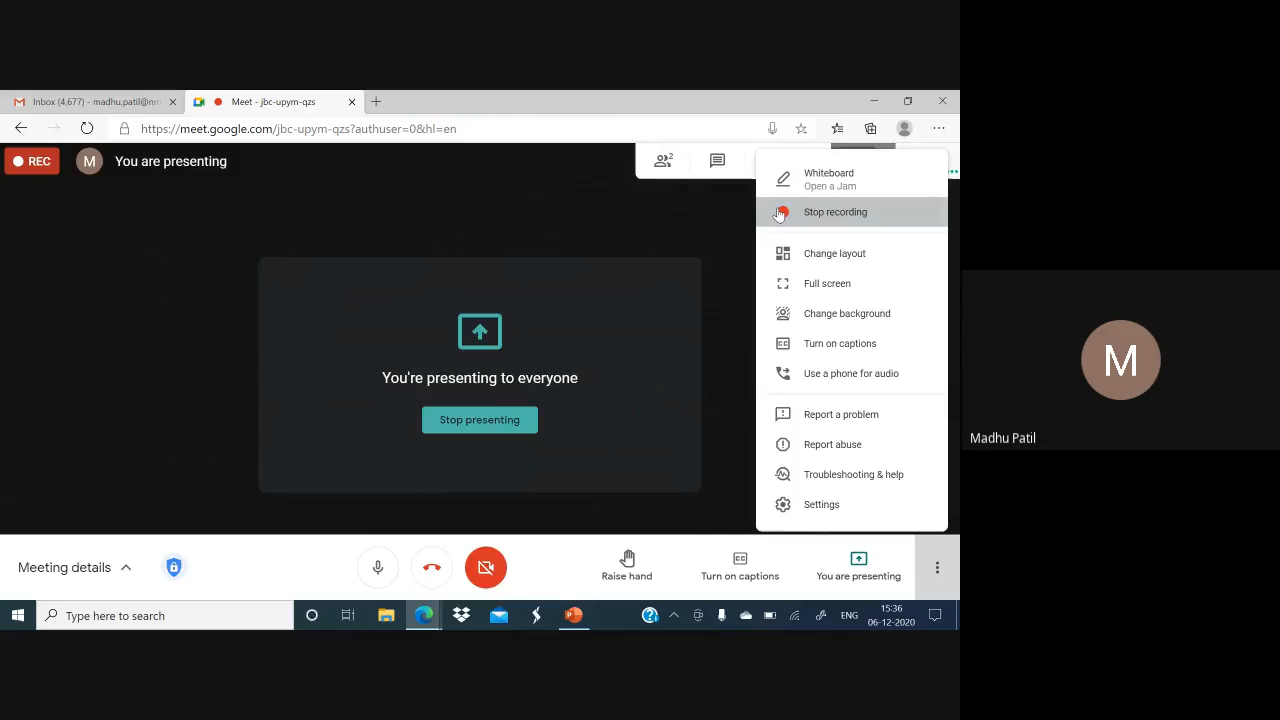 Inbox (4,677) - madhu.patil@nm
Meet - jbc-upym-qzs
https://meet.google.com/jbc-upym-qzs?authuser=0&hl=en
REC
M
You are presenting
2
Whiteboard
Open a Jam
Stop recording
Change layout
Full screen
Change background
Turn on captions
Use a phone for audio
Report a problem
Report abuse
Troubleshooting & help
Settings
You're presenting to everyone
Stop presenting
M
Madhu Patil
Meeting details
Raise hand
Turn on captions
You are presenting
Type here to search
ENG
15:36
06-12-2020